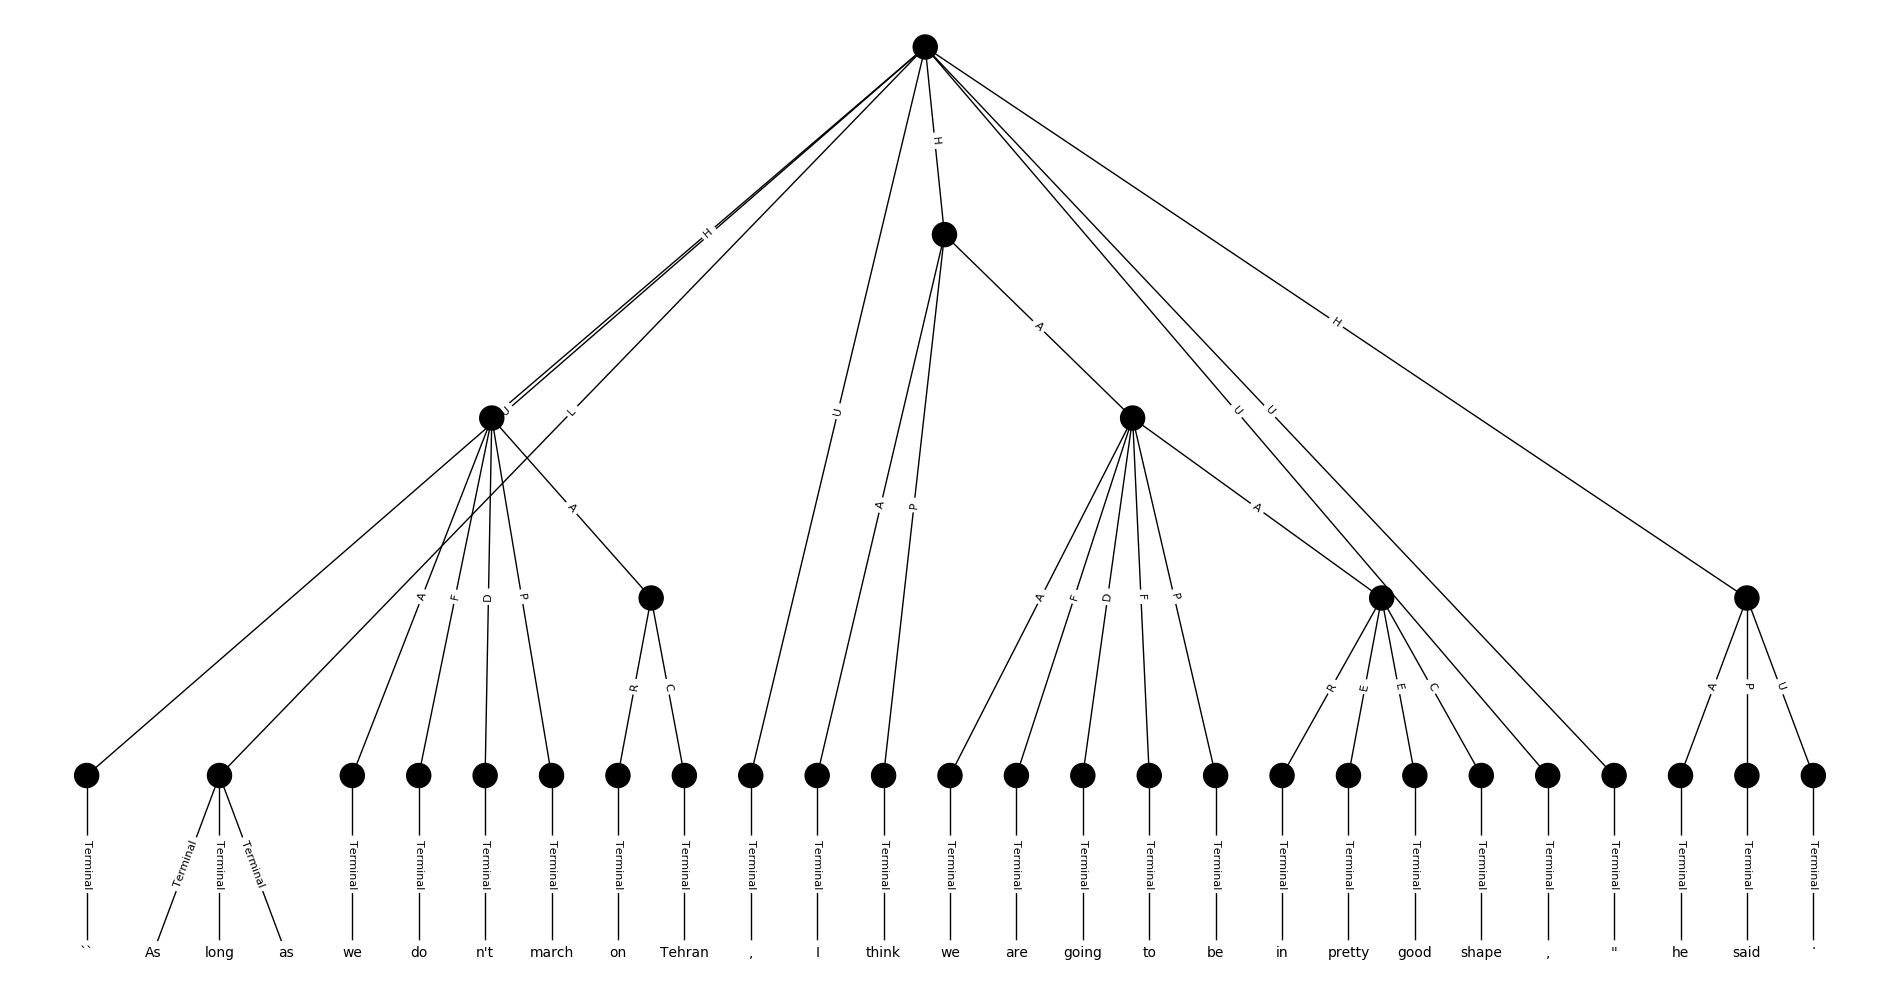 H
H
A
H
U
L
U
U
U
A
A
A
P
A
F
D
P
A
F
D
F
P
R
C
R
E
E
C
A
P
U
Terminal Terminal Terminal Terminal Terminal Terminal Terminal Terminal Terminal Terminal Terminal Terminal Terminal Terminal Terminal Terminal Terminal Terminal Terminal Terminal Terminal Terminal Terminal Terminal Terminal Terminal Terminal
`` As long as we do n't march on Tehran , I think we are going to be in pretty good shape , " he said .